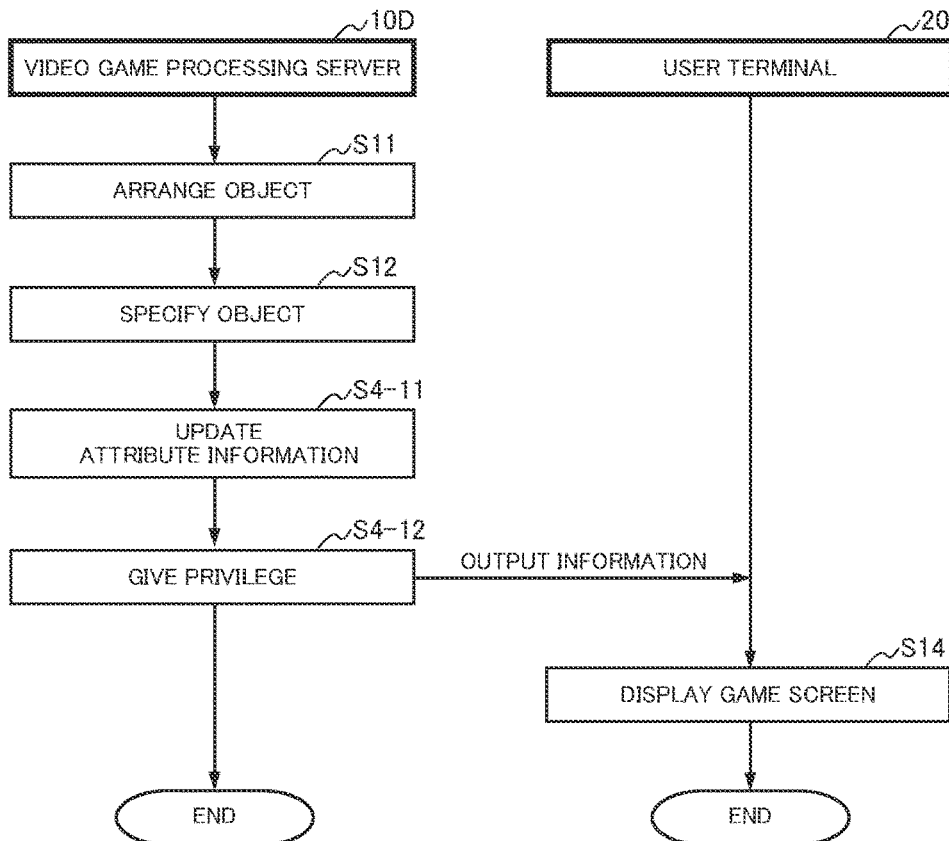 10D
VIDEO GAME PROCESSING SERVER
20
USER TERMINAL
S11
ARRANGE OBJECT
S12
SPECIFY OBJECT
S4-11
UPDATE
ATTRIBUTE INFORMATION
S4-12
GIVE PRIVILEGE
OUTPUT INFORMATION
S14
DISPLAY GAME SCREEN
END
END